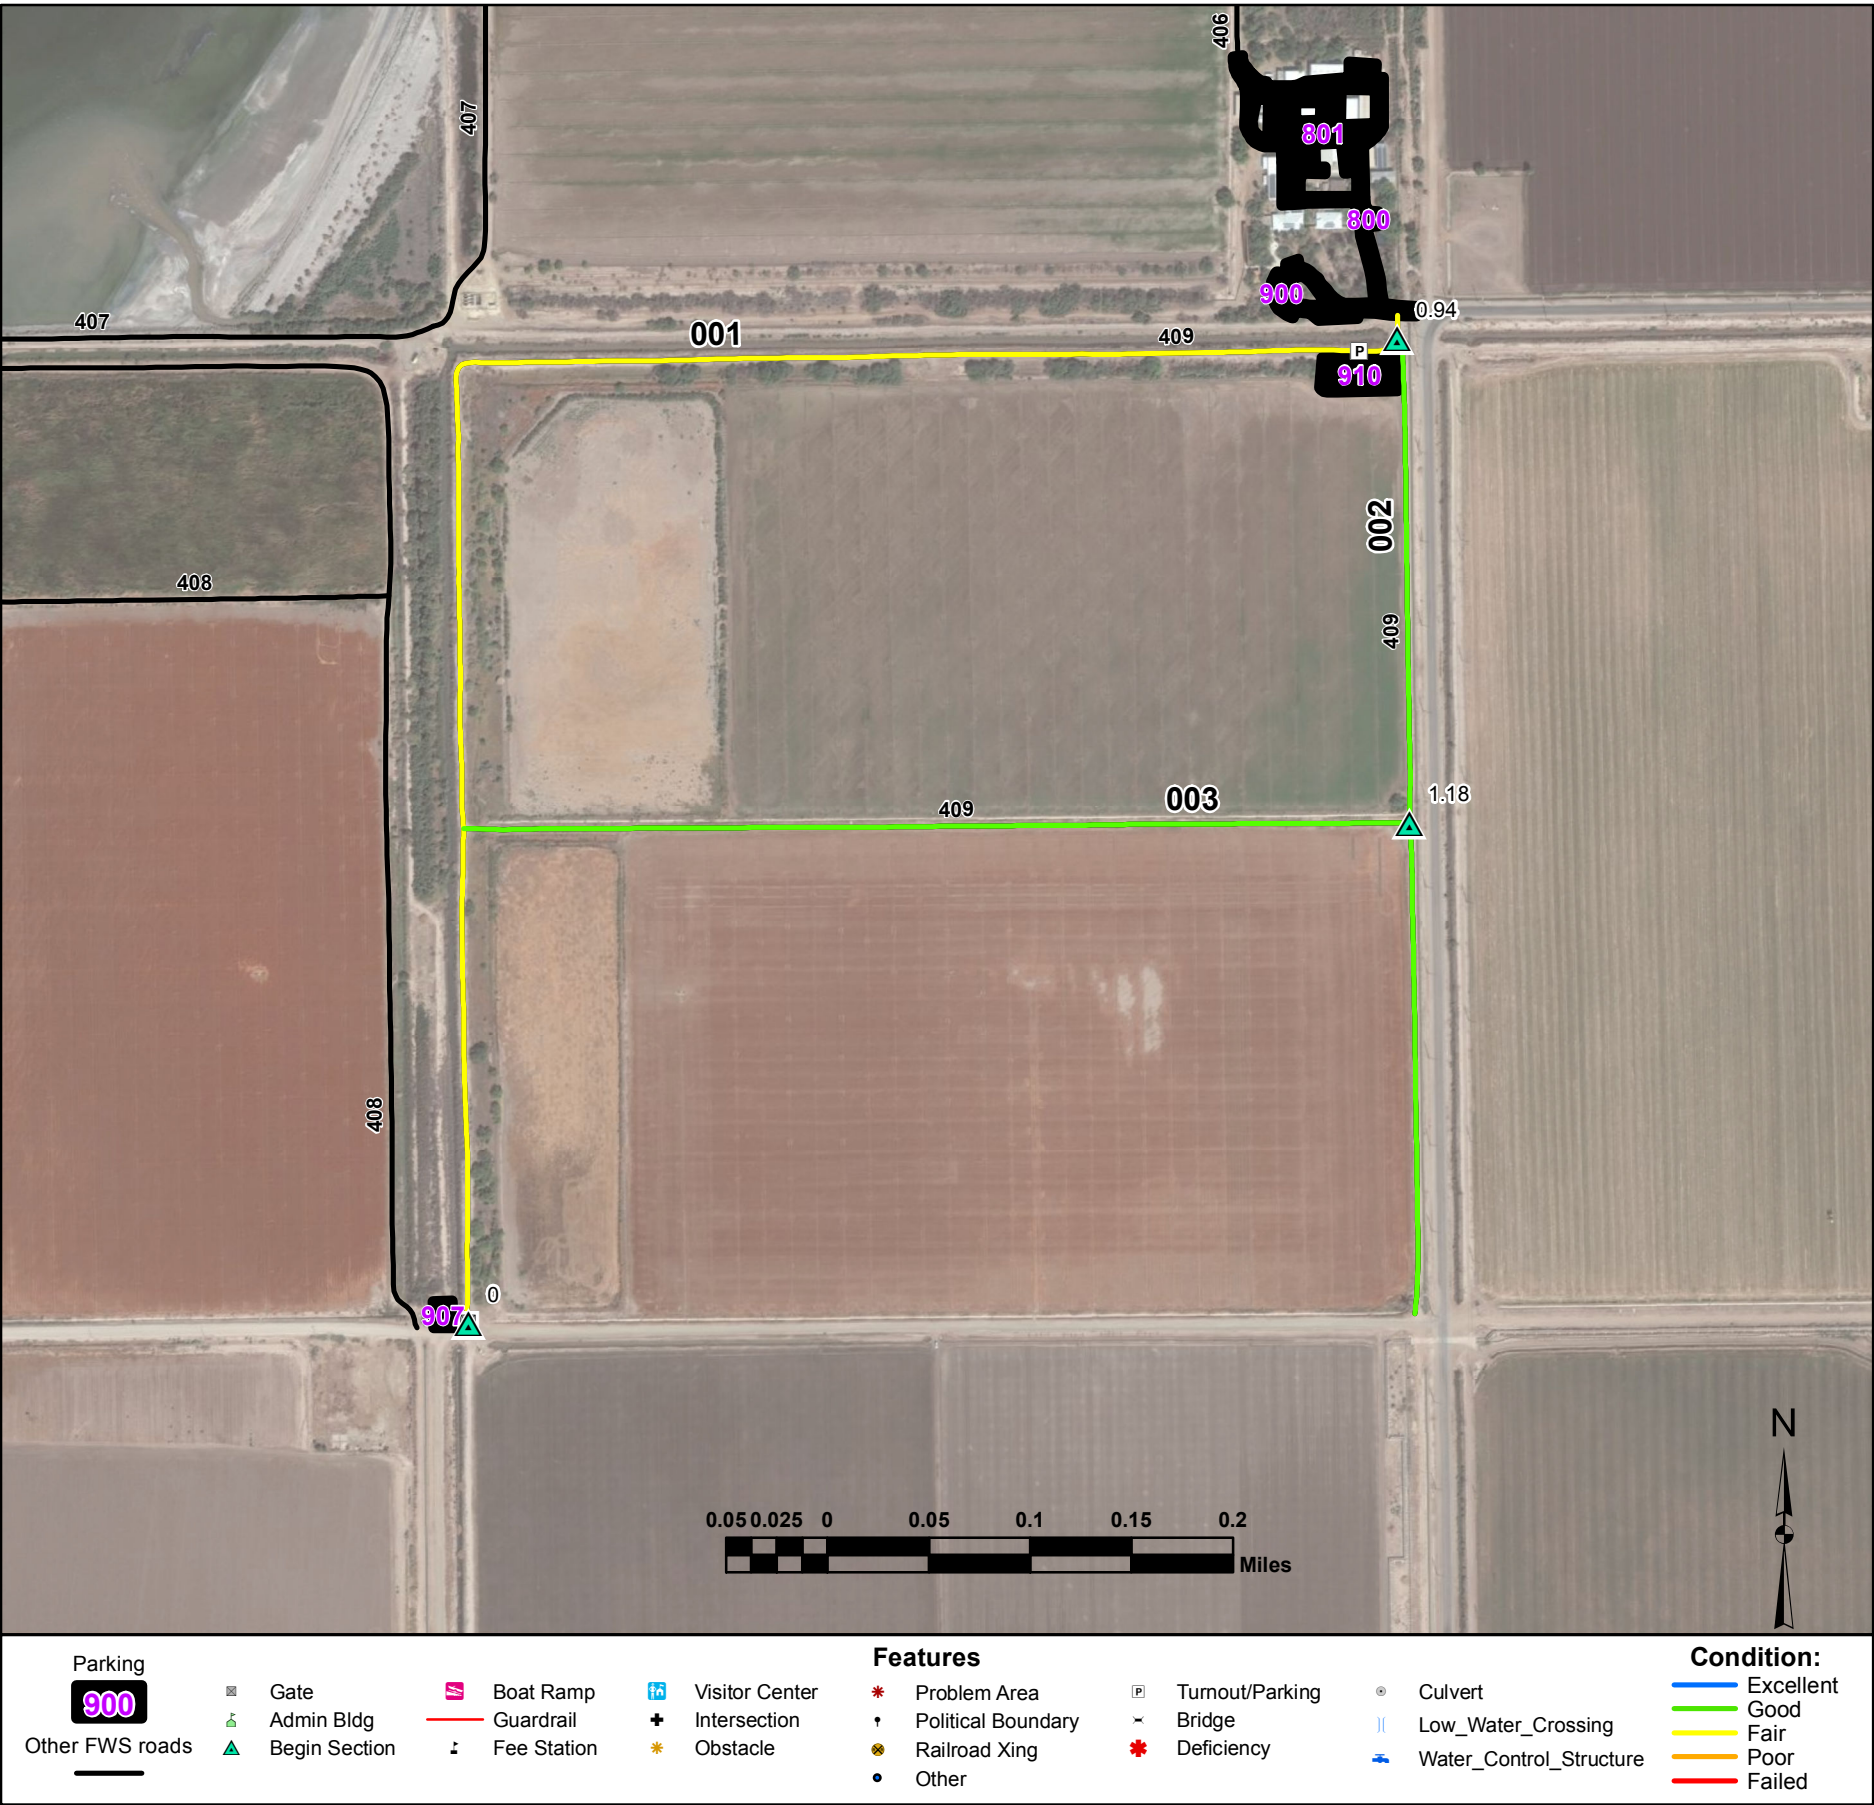 406
407
801
800
900
0.94
407
001
409
P
910
002
408
409
1.18
003
409
408
0
907
N
0.05 0.025 0 0.05 0.1 0.15 0.2
Miles
Parking
900
Other FWS roads
Gate
Admin Bldg
Begin Section
Boat Ramp
Guardrail
Fee Station
Visitor Center
Intersection
Obstacle
Features
Problem Area
Political Boundary
Railroad Xing
Other
P
Turnout/Parking
Bridge
Deficiency
Culvert
Low_Water_Crossing
Water_Control_Structure
Condition:
Excellent
Good
Fair
Poor
Failed